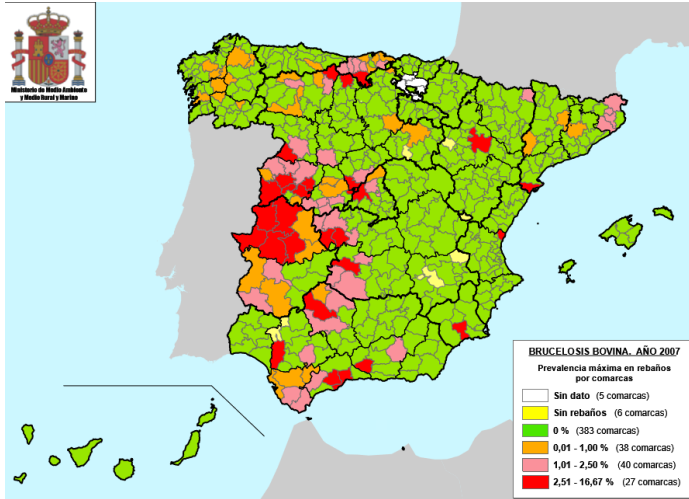 Ministerio de Medio Ambiente
y Medio Rural y Marino
BRUCELOSIS BOVINA. AÑO 2007
Prevalencia máxima en rebaños
por comarcas
Sin dato (5 comarcas)
Sin rebaños (6 comarcas)
0 % (383 comarcas)
0,01 - 1,00 % (38 comarcas)
1,01 - 2,50 % (40 comarcas)
2,51 - 16,67 % (27 comarcas)